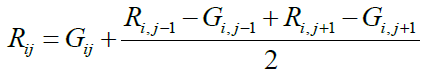 R_{ij} = G_{ij} + \frac{R_{i,j-1} - G_{i,j-1} + R_{i,j+1} - G_{i,j+1}}{2}